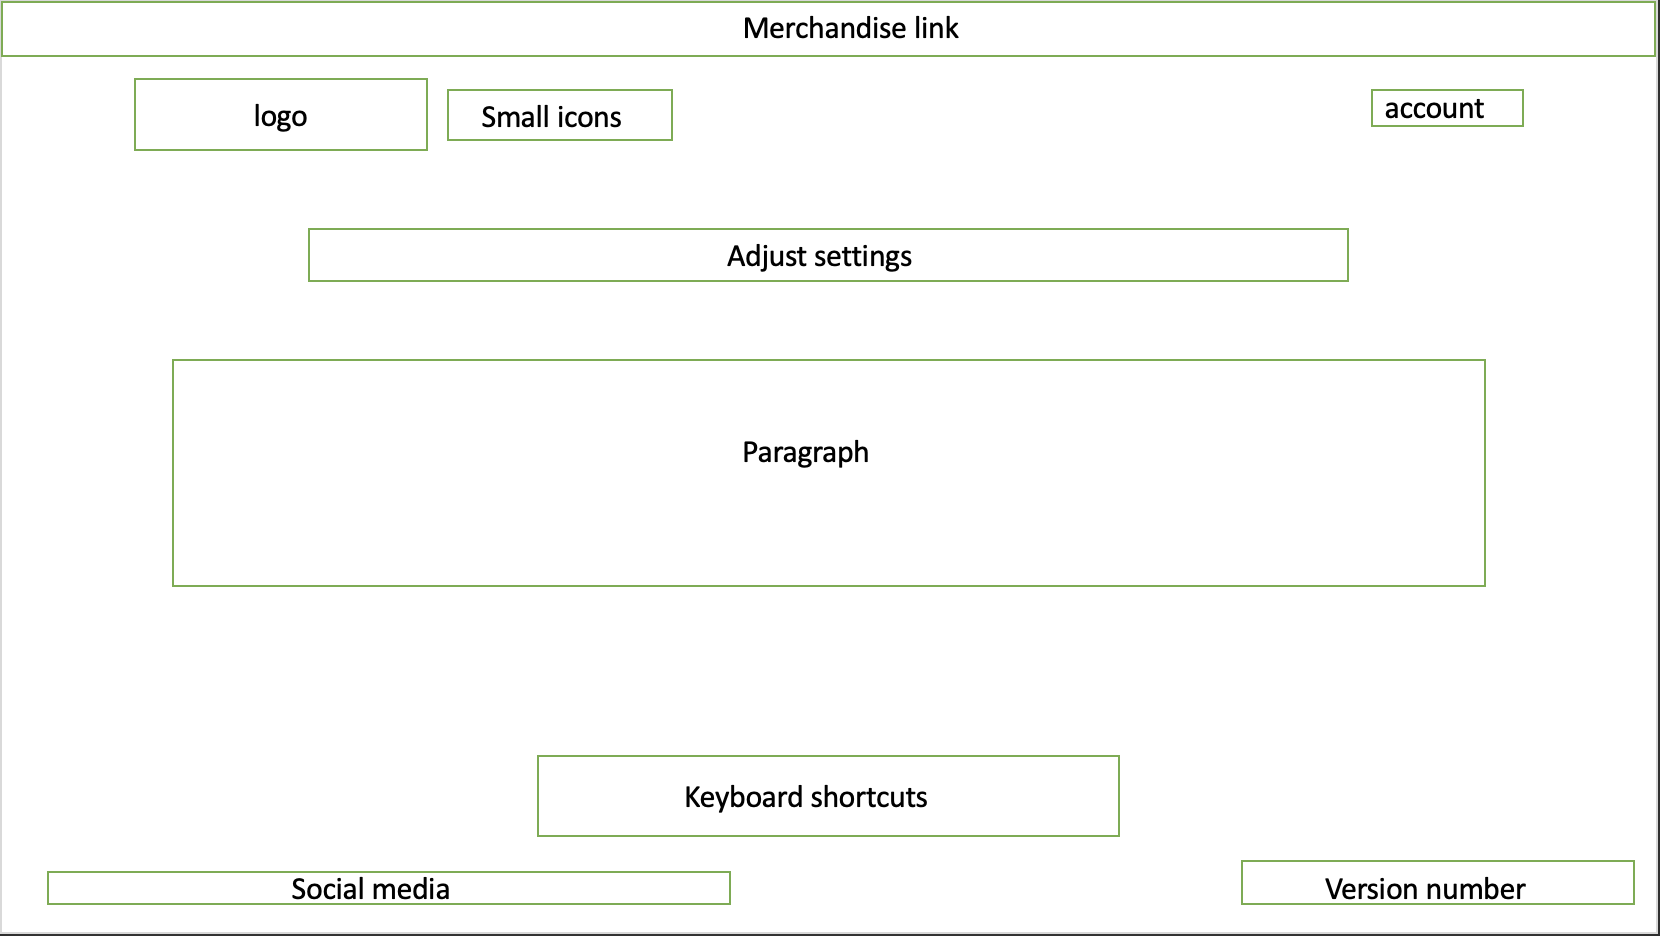 Merchandise link
logo
Small icons
account
Adjust settings
Paragraph
Keyboard shortcuts
Social media
Version number